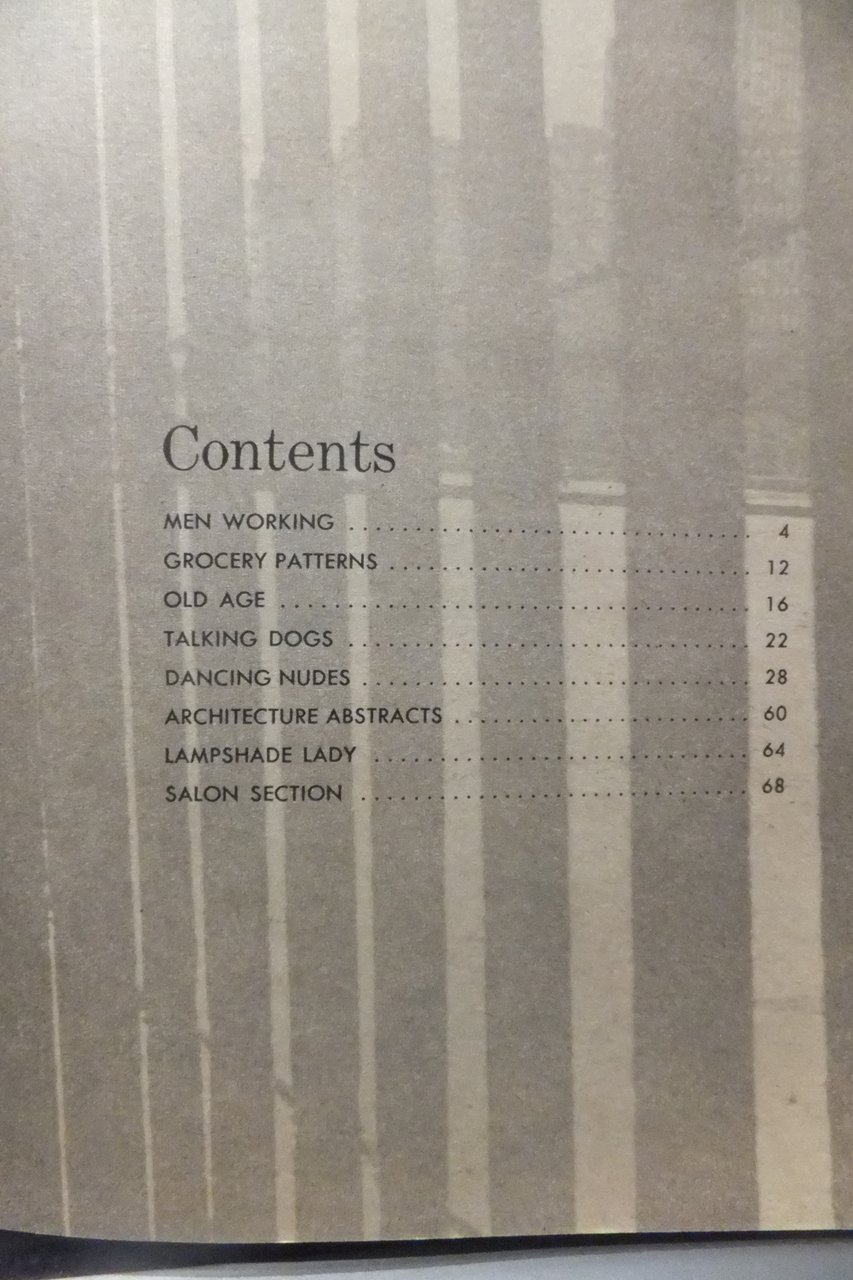 Contents
MEN WORKING . . . . . . . . . . . . . . . . . . . . . . . . . . . . . . . 4
GROCERY PATTERNS . . . . . . . . . . . . . . . . . . . . . . . . . . . . 12
OLD AGE . . . . . . . . . . . . . . . . . . . . . . . . . . . . . . . . . . . . 16
TALKING DOGS . . . . . . . . . . . . . . . . . . . . . . . . . . . . . . . 22
DANCING NUDES . . . . . . . . . . . . . . . . . . . . . . . . . . . . . . 28
ARCHITECTURE ABSTRACTS . . . . . . . . . . . . . . . . . . . . . . . 60
LAMPSHADE LADY . . . . . . . . . . . . . . . . . . . . . . . . . . . . . 64
SALON SECTION . . . . . . . . . . . . . . . . . . . . . . . . . . . . . . 68